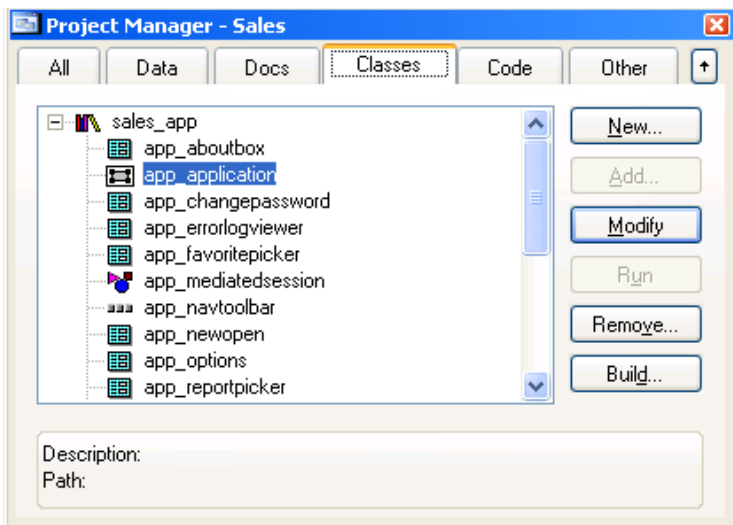 Project Manager - Sales
All Data Docs Classes Code Other
sales_app
app_aboutbox
app_application
app_changepassword
app_errorlogviewer
app_favoritepicker
app_mediatedsession
app_navtoolbar
app_newopen
app_options
app_reportpicker
New...
Add...
Modify
Run
Remove...
Build...
Description:
Path: